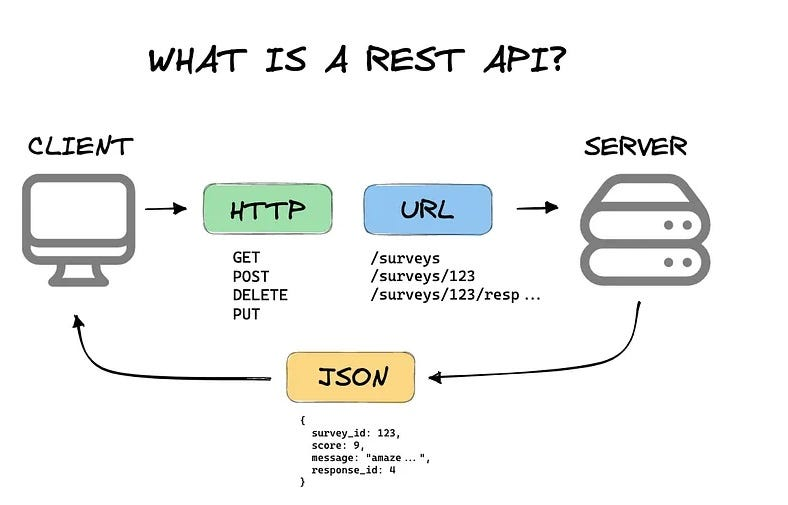 WHAT IS A REST API?
CLIENT
SERVER
HTTP
URL
GET
POST
DELETE
PUT
/surveys
/surveys/123
/surveys/123/resp...
JSON
{
survey_id: 123,
score: 9,
message: "amaze...",
response_id: 4
}